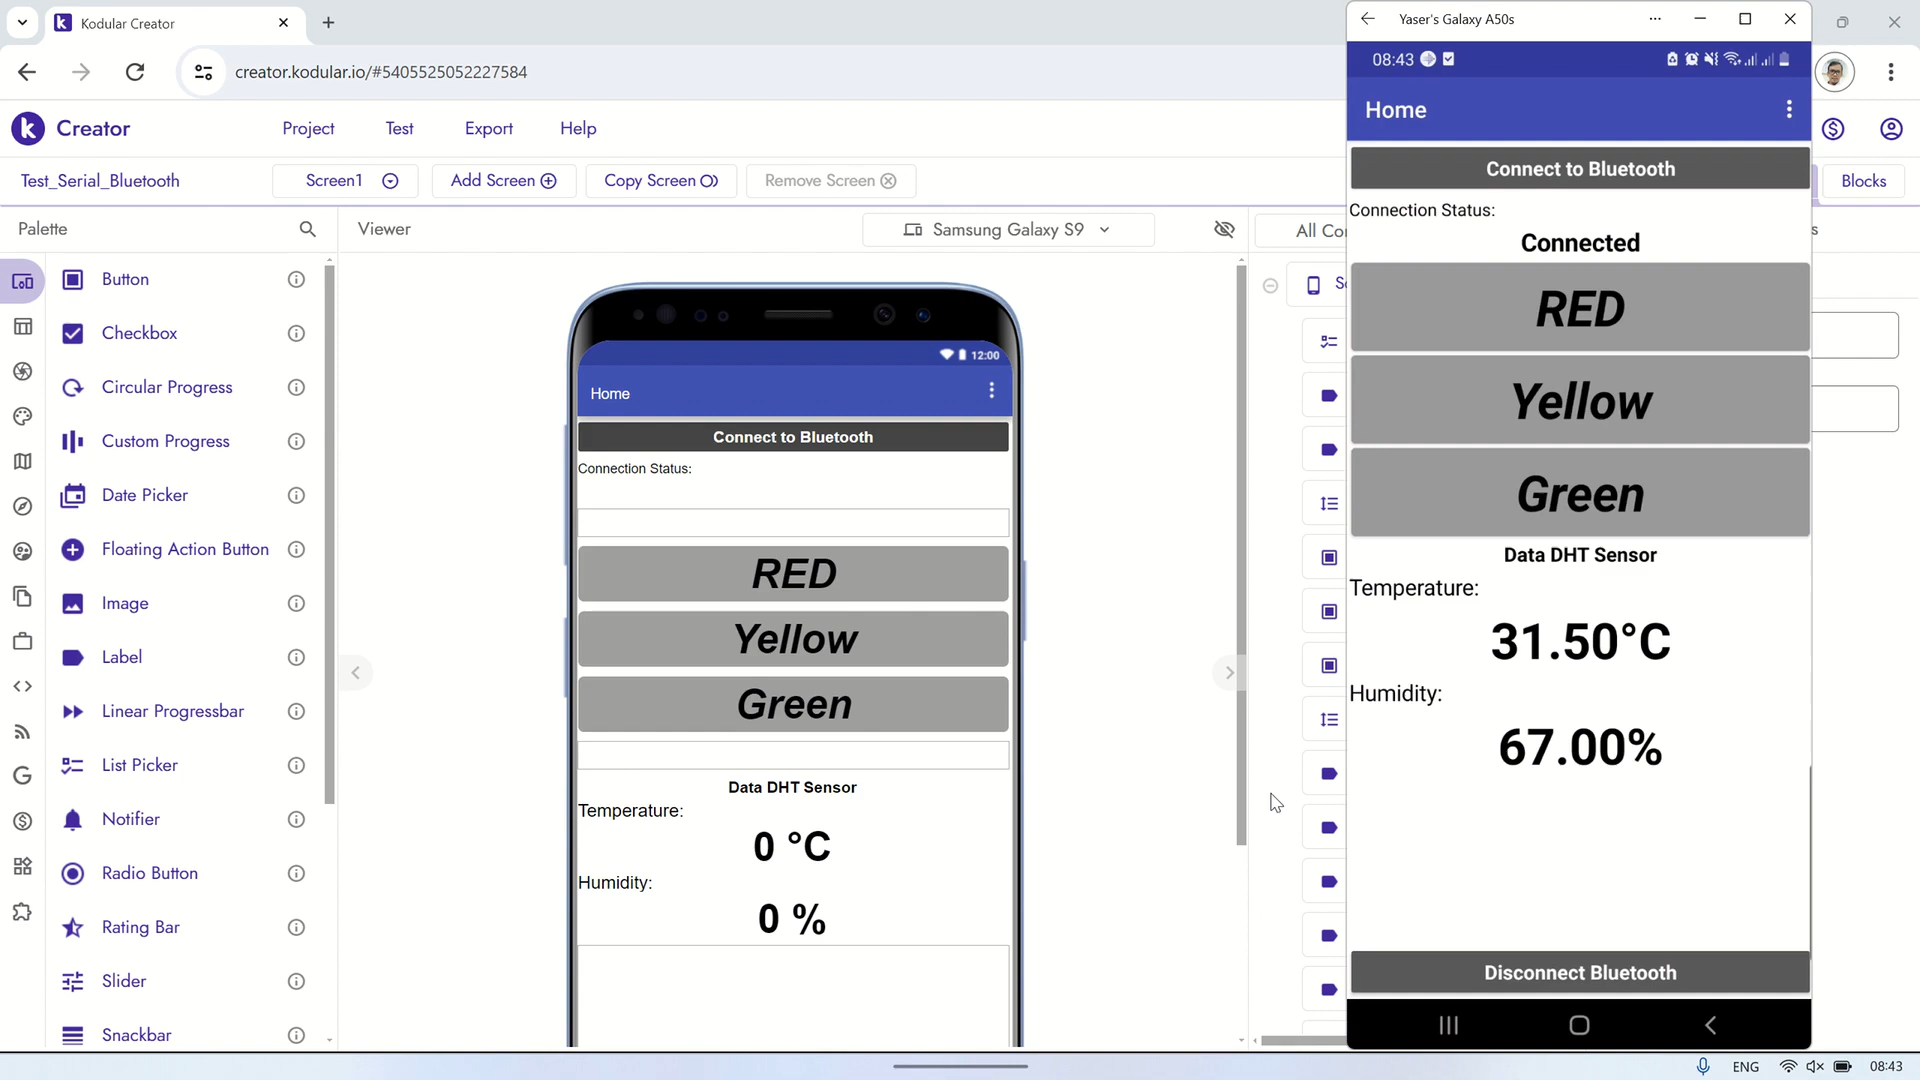 Kodular Creator
creator.kodular.io/#5405525052227584
Creator
Project
Test
Export
Help
Test_Serial_Bluetooth
Screen1
Add Screen
Copy Screen
Remove Screen
Blocks
Palette
Viewer
Samsung Galaxy S9
All Co
s
Button
Checkbox
Circular Progress
Custom Progress
Date Picker
Floating Action Button
Image
Label
Linear Progressbar
List Picker
Notifier
Radio Button
Rating Bar
Slider
Snackbar
12:00
Home
Connect to Bluetooth
Connection Status:
RED
Yellow
Green
Data DHT Sensor
Temperature:
0 °C
Humidity:
0 %
Yaser's Galaxy A50s
08:43
Home
Connect to Bluetooth
Connection Status:
Connected
RED
Yellow
Green
Data DHT Sensor
Temperature:
31.50°C
Humidity:
67.00%
Disconnect Bluetooth
ENG
08:43